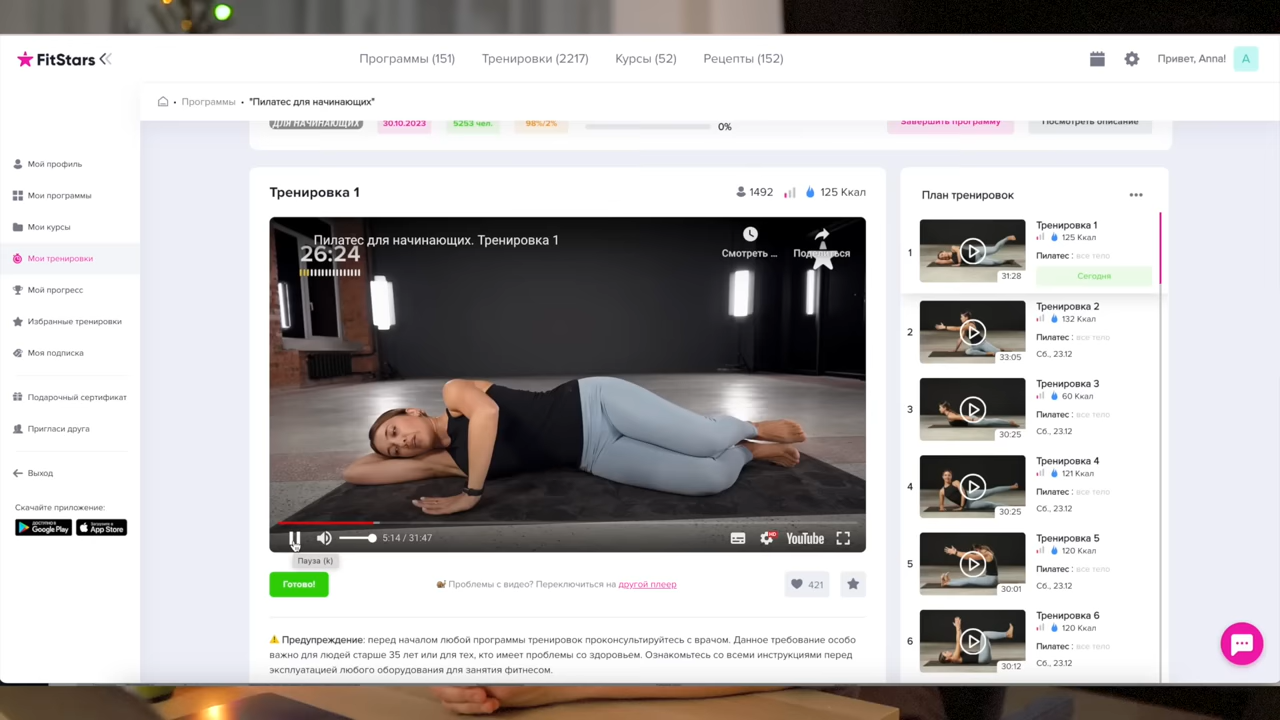 FitStars
Программы (151)
Тренировки (2217)
Курсы (52)
Рецепты (152)
Привет, Anna!
A
Программы • "Пилатес для начинающих"
ДЛЯ НАЧИНАЮЩИХ
30.10.2023
5253 чел.
98%/2%
0%
Завершить программу
Посмотреть описание
Мой профиль
Мои программы
Мои курсы
Мои тренировки
Мой прогресс
Избранные тренировки
Моя подписка
Подарочный сертификат
Пригласи друга
Выход
Скачайте приложение:
ДОСТУПНО В
Google Play
Загрузите в
App Store
Тренировка 1
1492
125 Ккал
Пилатес для начинающих. Тренировка 1
26:24
Смотреть ...
Поделиться
5:14 / 31:47
HD
YouTube
Пауза (k)
Готово!
Проблемы с видео? Переключиться на другой плеер
421
Предупреждение: перед началом любой программы тренировок проконсультируйтесь с врачом. Данное требование особо
важно для людей старше 35 лет или для тех, кто имеет проблемы со здоровьем. Ознакомьтесь со всеми инструкциями перед
эксплуатацией любого оборудования для занятия фитнесом.
План тренировок
1
31:28
Тренировка 1
125 Ккал
Пилатес : все тело
Сегодня
2
33:05
Тренировка 2
132 Ккал
Пилатес : все тело
Сб., 23.12
3
30:25
Тренировка 3
60 Ккал
Пилатес : все тело
Сб., 23.12
4
30:25
Тренировка 4
121 Ккал
Пилатес : все тело
Сб., 23.12
5
30:01
Тренировка 5
120 Ккал
Пилатес : все тело
Сб., 23.12
6
30:12
Тренировка 6
120 Ккал
Пилатес : все тело
Сб., 23.12